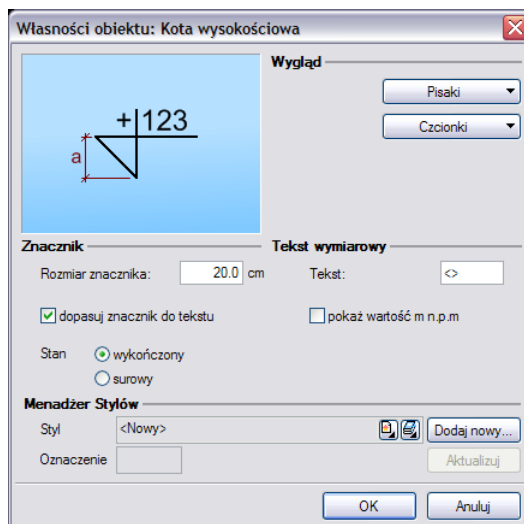 Własności obiektu: Kota wysokościowa
Wygląd
Pisaki
Czcionki
+123
a
Znacznik
Rozmiar znacznika: 20.0 cm
dopasuj znacznik do tekstu
Stan wykończony
surowy
Tekst wymiarowy
Tekst: <>
pokaż wartość m n.p.m
Menadżer Stylów
Styl <Nowy> Dodaj nowy...
Oznaczenie Aktualizuj
OK Anuluj